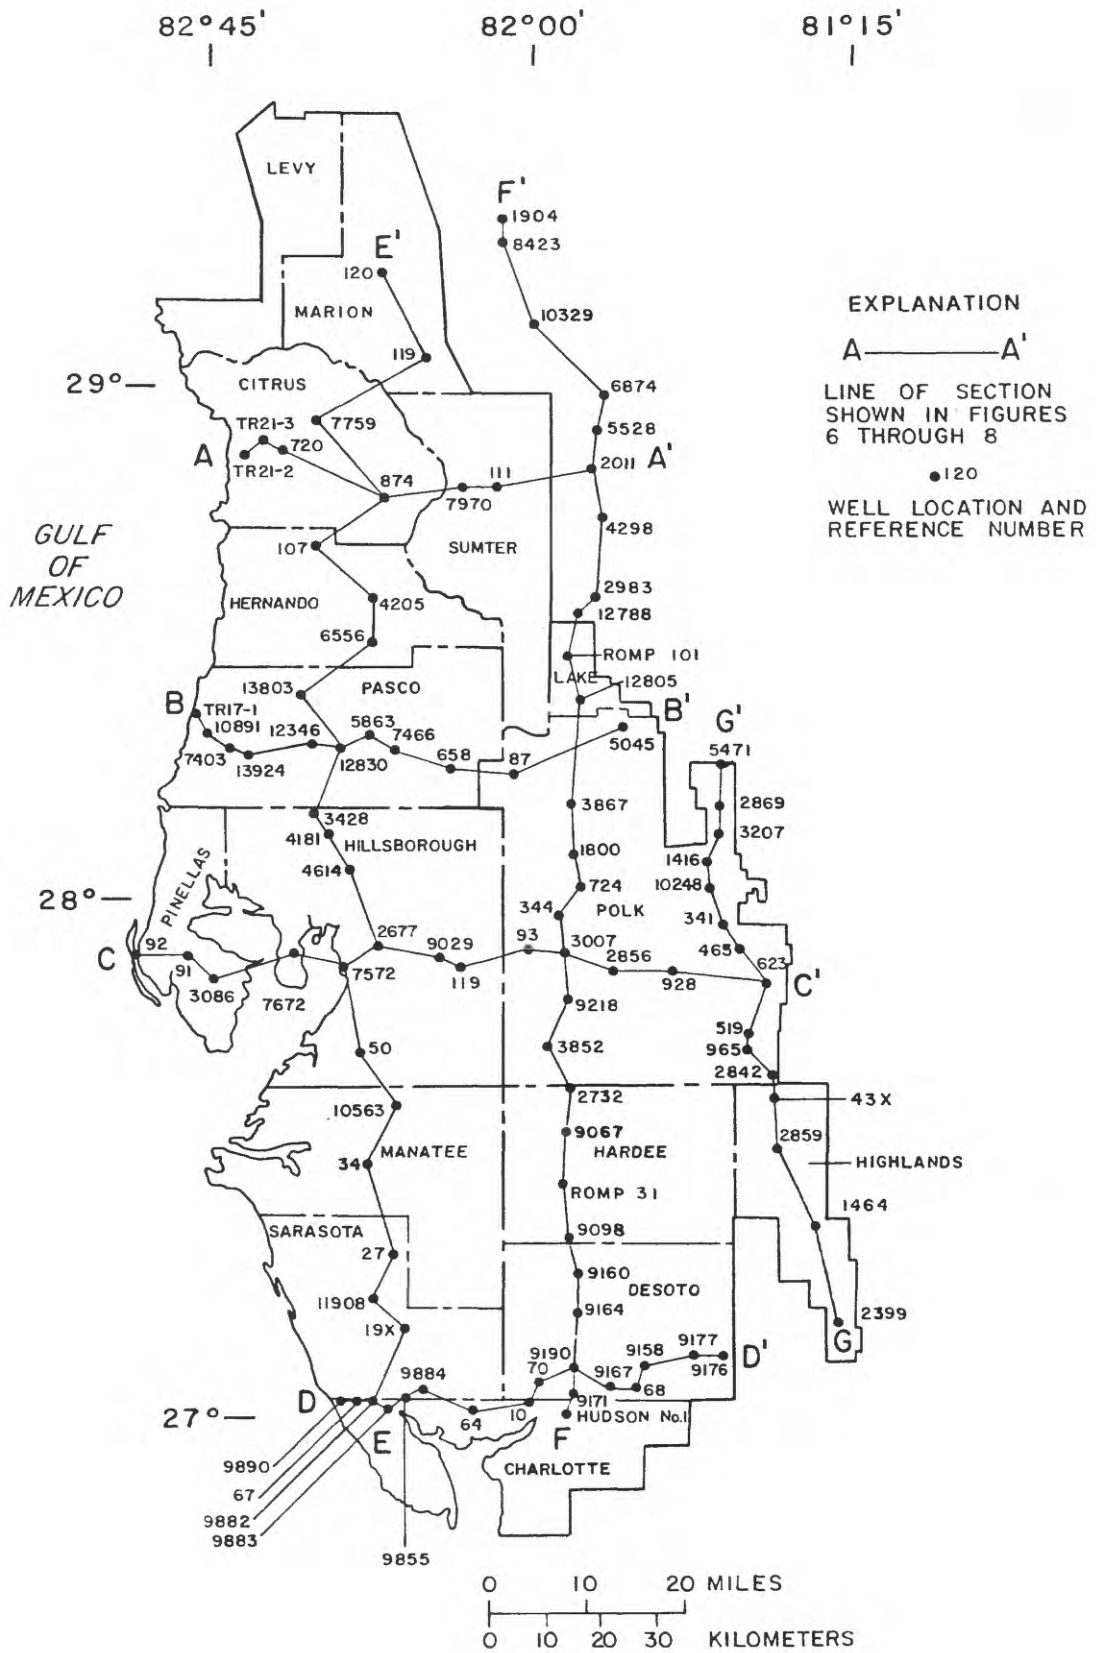 82°45' 82°00' 81°15'
LEVY
F'
1904
8423
E'
120
10329
MARION
119
EXPLANATION
A A'
LINE OF SECTION
SHOWN IN FIGURES
6 THROUGH 8
120
WELL LOCATION AND
REFERENCE NUMBER
29°
CITRUS
6874
TR21-3
7759
5528
720
A
TR21-2
874
111
2011
A'
7970
4298
GULF
OF
MEXICO
107
SUMTER
2983
HERNANDO
4205
12788
6556
ROMP 101
LAKE
12805
13803
PASCO
B
TR17-1
B'
G'
10891
12346
5863
7466
5045
5471
7403
13924
12830
658
87
3867
2869
3428
3207
4181
HILLSBOROUGH
4614
1800
1416
PINELLAS
28°
724
10248
344
POLK
341
C
92
2677
9029
93
3007
465
91
2856
623
3086
7672
7572
119
928
C'
9218
519
50
3852
965
2842
2732
43X
10563
9067
2859
MANATEE
HARDEE
HIGHLANDS
34
ROMP 31
1464
SARASOTA
9098
27
9160
DESOTO
11908
9164
2399
19X
G
9190
9158
9177
9884
70
9167
9176
D'
D
68
9171
27°
E
64
10
F
HUDSON No.1
CHARLOTTE
9890
67
9882
9883
9855
0 10 20 MILES
0 10 20 30 KILOMETERS